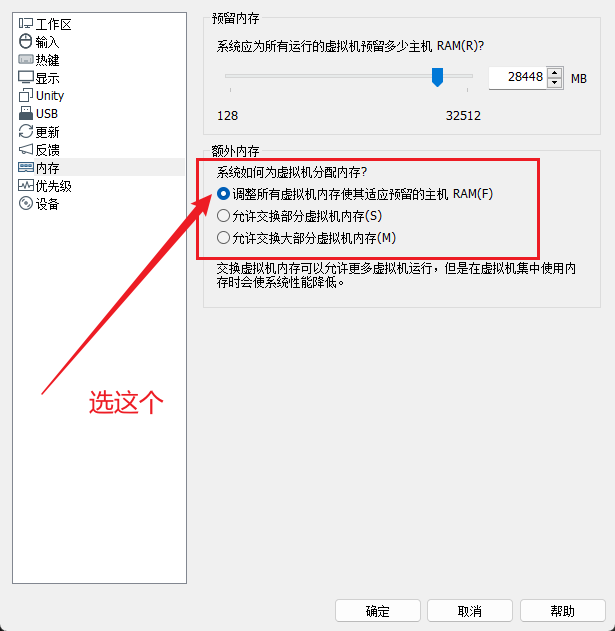 工作区
输入
热键
显示
Unity
USB
更新
反馈
内存
优先级
设备
预留内存
系统应为所有运行的虚拟机预留多少主机 RAM(R)?
28448 MB
128 32512
额外内存
系统如何为虚拟机分配内存?
调整所有虚拟机内存使其适应预留的主机 RAM(F)
允许交换部分虚拟机内存(S)
允许交换大部分虚拟机内存(M)
交换虚拟机内存可以允许更多虚拟机运行，但是在虚拟机集中使用内
存时会使系统性能降低。
选这个
确定 取消 帮助